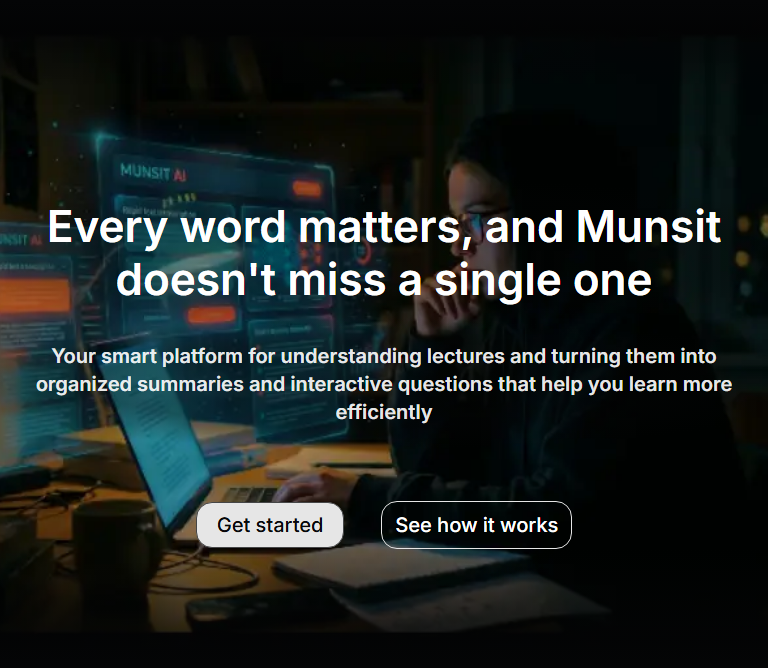 MUNSIT AI
Every word matters, and Munsit
doesn't miss a single one
Your smart platform for understanding lectures and turning them into
organized summaries and interactive questions that help you learn more
efficiently
Get started
See how it works